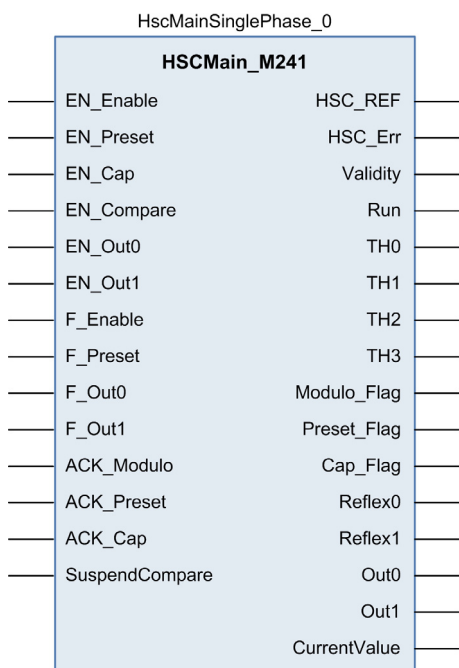 HscMainSinglePhase_0
HSCMain_M241
EN_Enable HSC_REF
EN_Preset HSC_Err
EN_Cap Validity
EN_Compare Run
EN_Out0 TH0
EN_Out1 TH1
F_Enable TH2
F_Preset TH3
F_Out0 Modulo_Flag
F_Out1 Preset_Flag
ACK_Modulo Cap_Flag
ACK_Preset Reflex0
ACK_Cap Reflex1
SuspendCompare Out0
Out1
CurrentValue